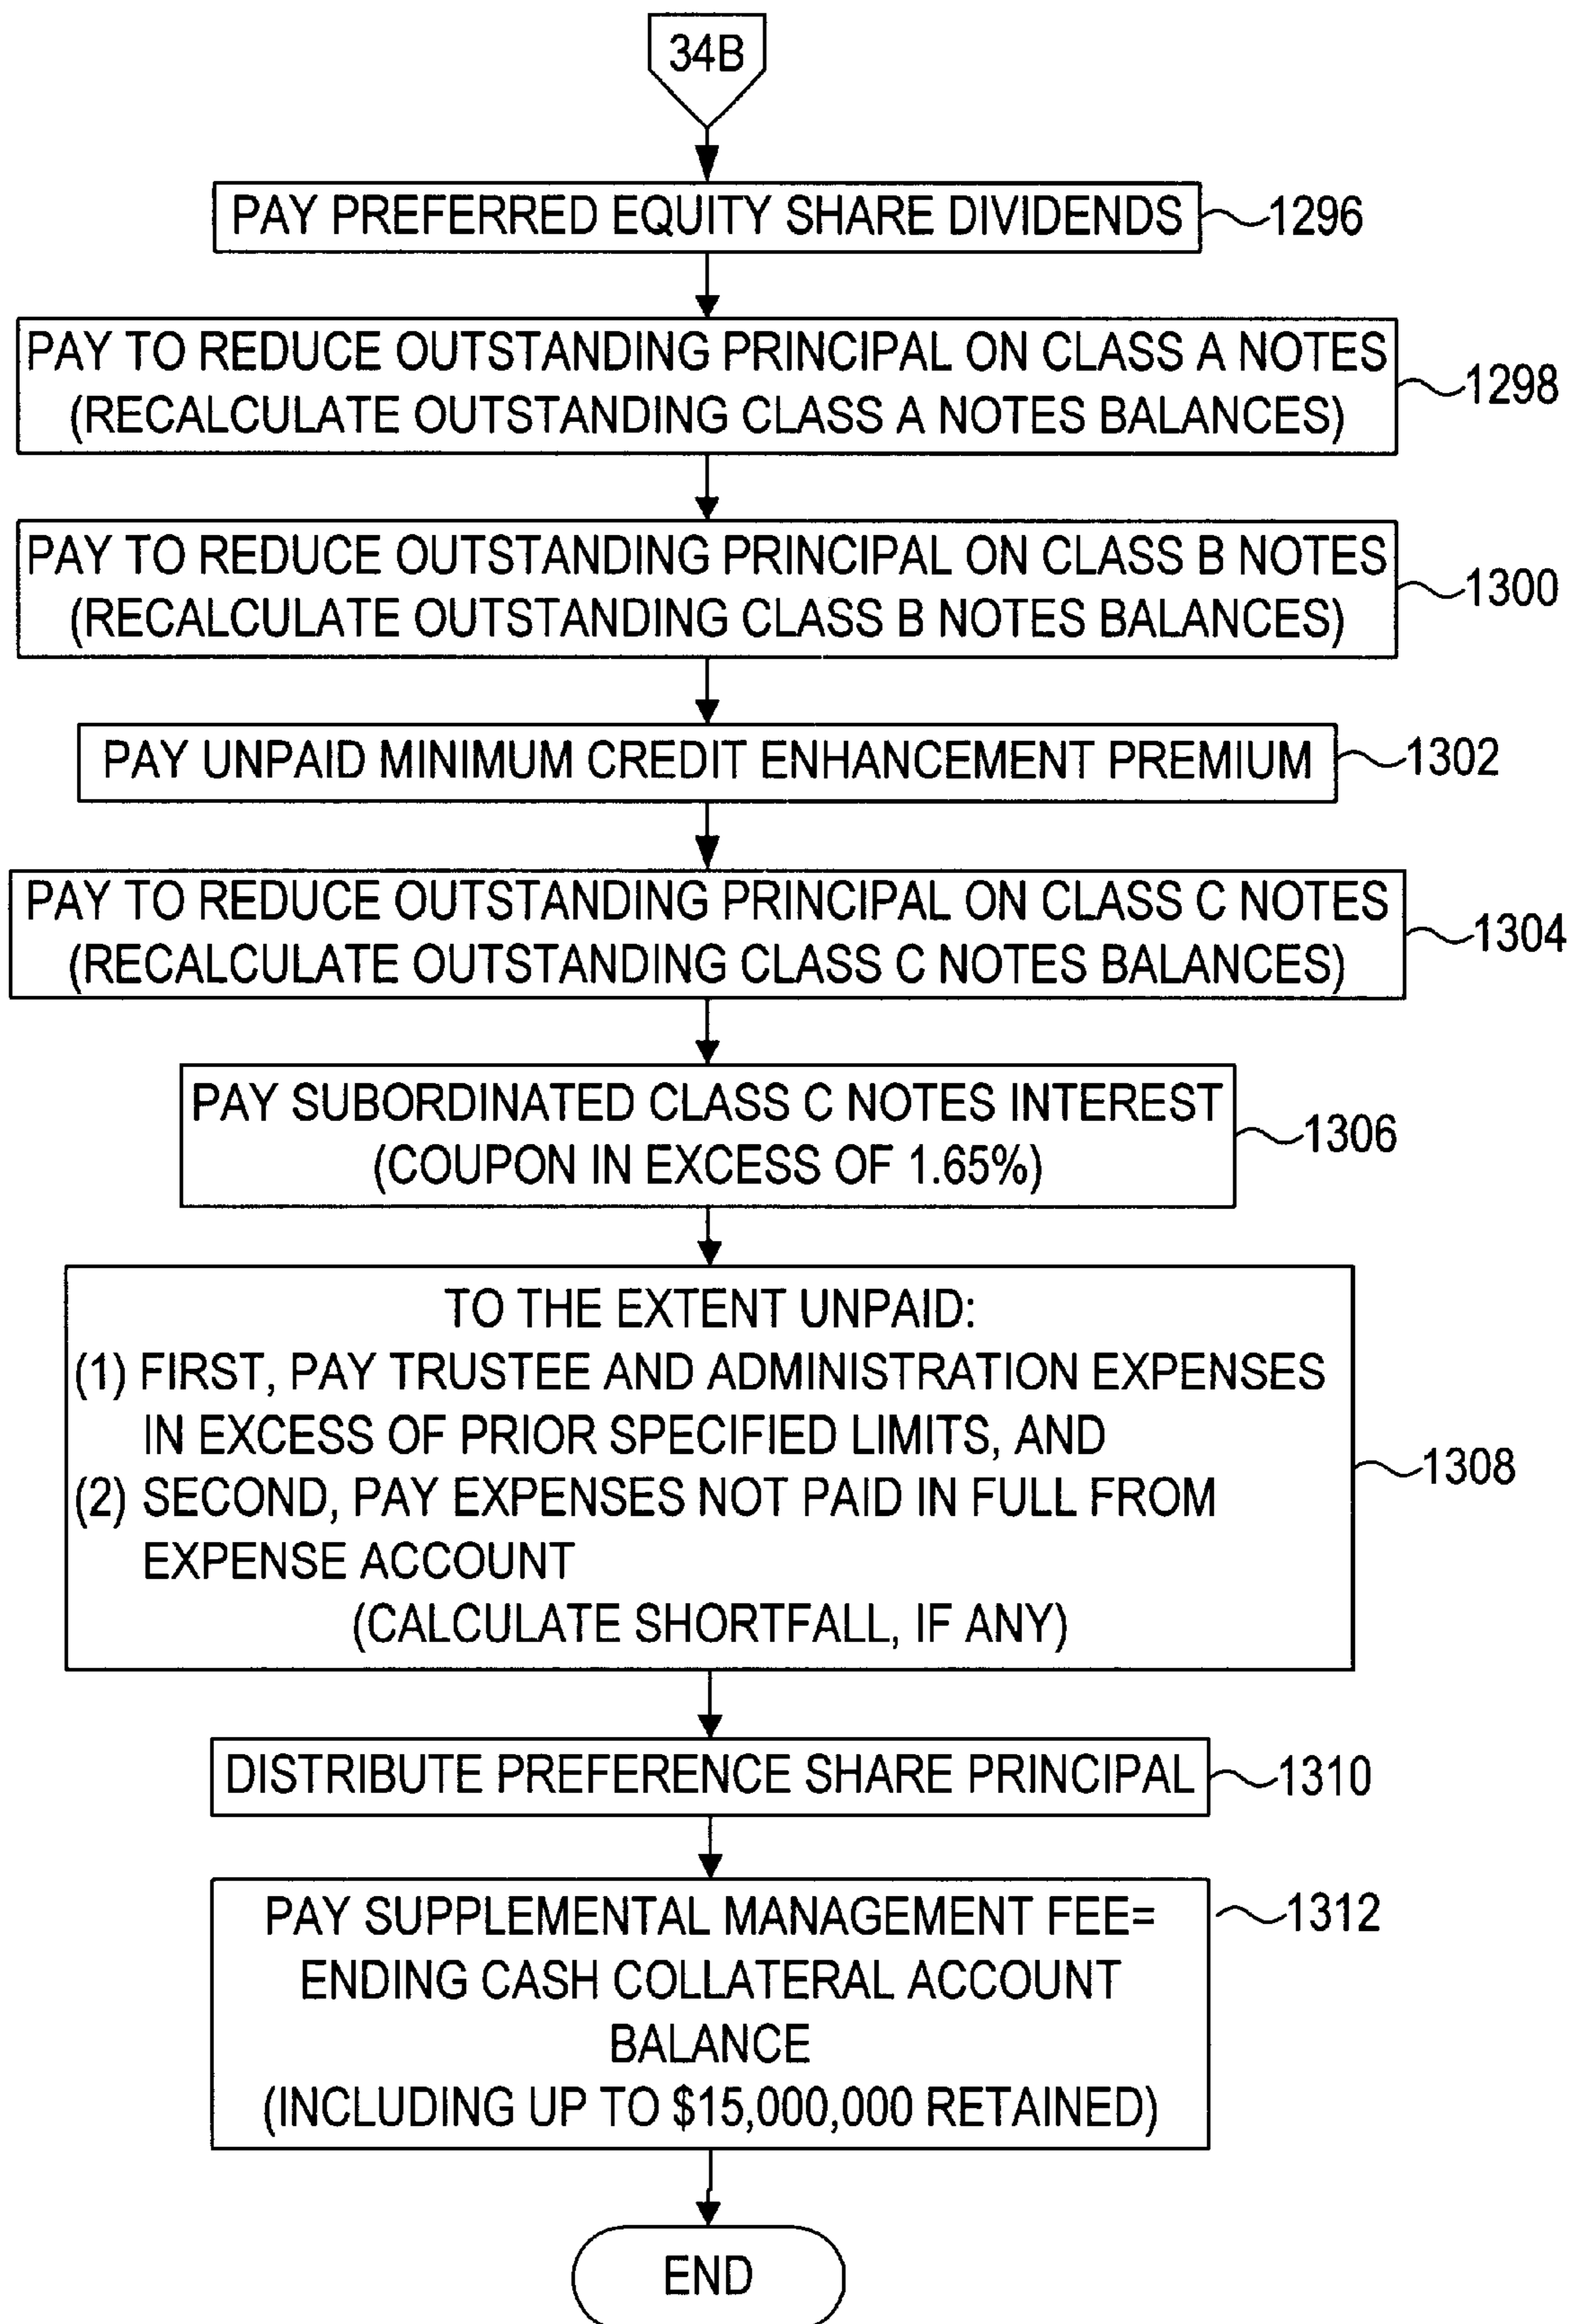 34B
PAY PREFERRED EQUITY SHARE DIVIDENDS
1296
PAY TO REDUCE OUTSTANDING PRINCIPAL ON CLASS A NOTES
(RECALCULATE OUTSTANDING CLASS A NOTES BALANCES)
1298
PAY TO REDUCE OUTSTANDING PRINCIPAL ON CLASS B NOTES
(RECALCULATE OUTSTANDING CLASS B NOTES BALANCES)
1300
PAY UNPAID MINIMUM CREDIT ENHANCEMENT PREMIUM
1302
PAY TO REDUCE OUTSTANDING PRINCIPAL ON CLASS C NOTES
(RECALCULATE OUTSTANDING CLASS C NOTES BALANCES)
1304
PAY SUBORDINATED CLASS C NOTES INTEREST
(COUPON IN EXCESS OF 1.65%)
1306
TO THE EXTENT UNPAID:
(1) FIRST, PAY TRUSTEE AND ADMINISTRATION EXPENSES
IN EXCESS OF PRIOR SPECIFIED LIMITS, AND
(2) SECOND, PAY EXPENSES NOT PAID IN FULL FROM
EXPENSE ACCOUNT
(CALCULATE SHORTFALL, IF ANY)
1308
DISTRIBUTE PREFERENCE SHARE PRINCIPAL
1310
PAY SUPPLEMENTAL MANAGEMENT FEE=
ENDING CASH COLLATERAL ACCOUNT
BALANCE
(INCLUDING UP TO $15,000,000 RETAINED)
1312
END